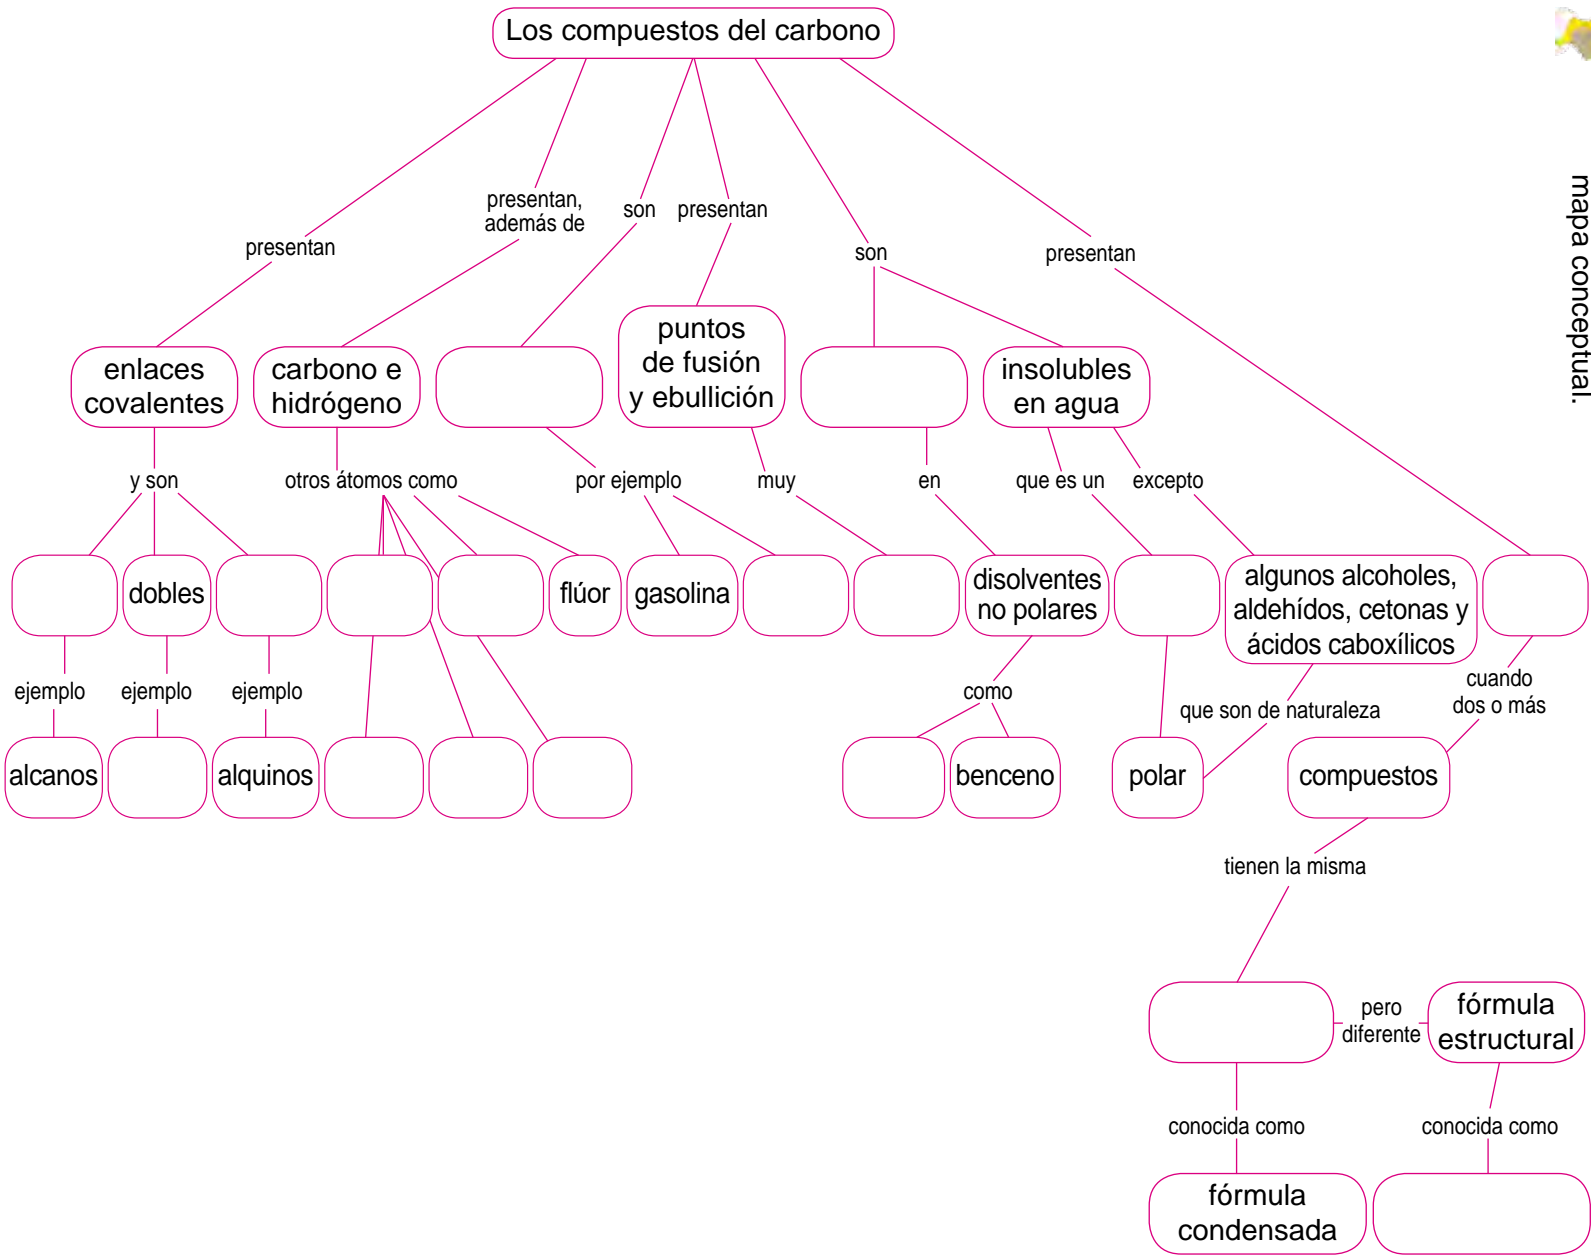 Los compuestos del carbono
mapa conceptual.
presentan
presentan,
además de
son
presentan
son
presentan
enlaces
covalentes
carbono e
hidrógeno
puntos
de fusión
y ebullición
insolubles
en agua
y son
otros átomos como
por ejemplo
muy
en
que es un
excepto
dobles
flúor
gasolina
disolventes
no polares
algunos alcoholes,
aldehídos, cetonas y
ácidos caboxílicos
ejemplo
ejemplo
ejemplo
como
que son de naturaleza
cuando
dos o más
alcanos
alquinos
benceno
polar
compuestos
tienen la misma
pero
diferente
fórmula
estructural
conocida como
conocida como
fórmula
condensada